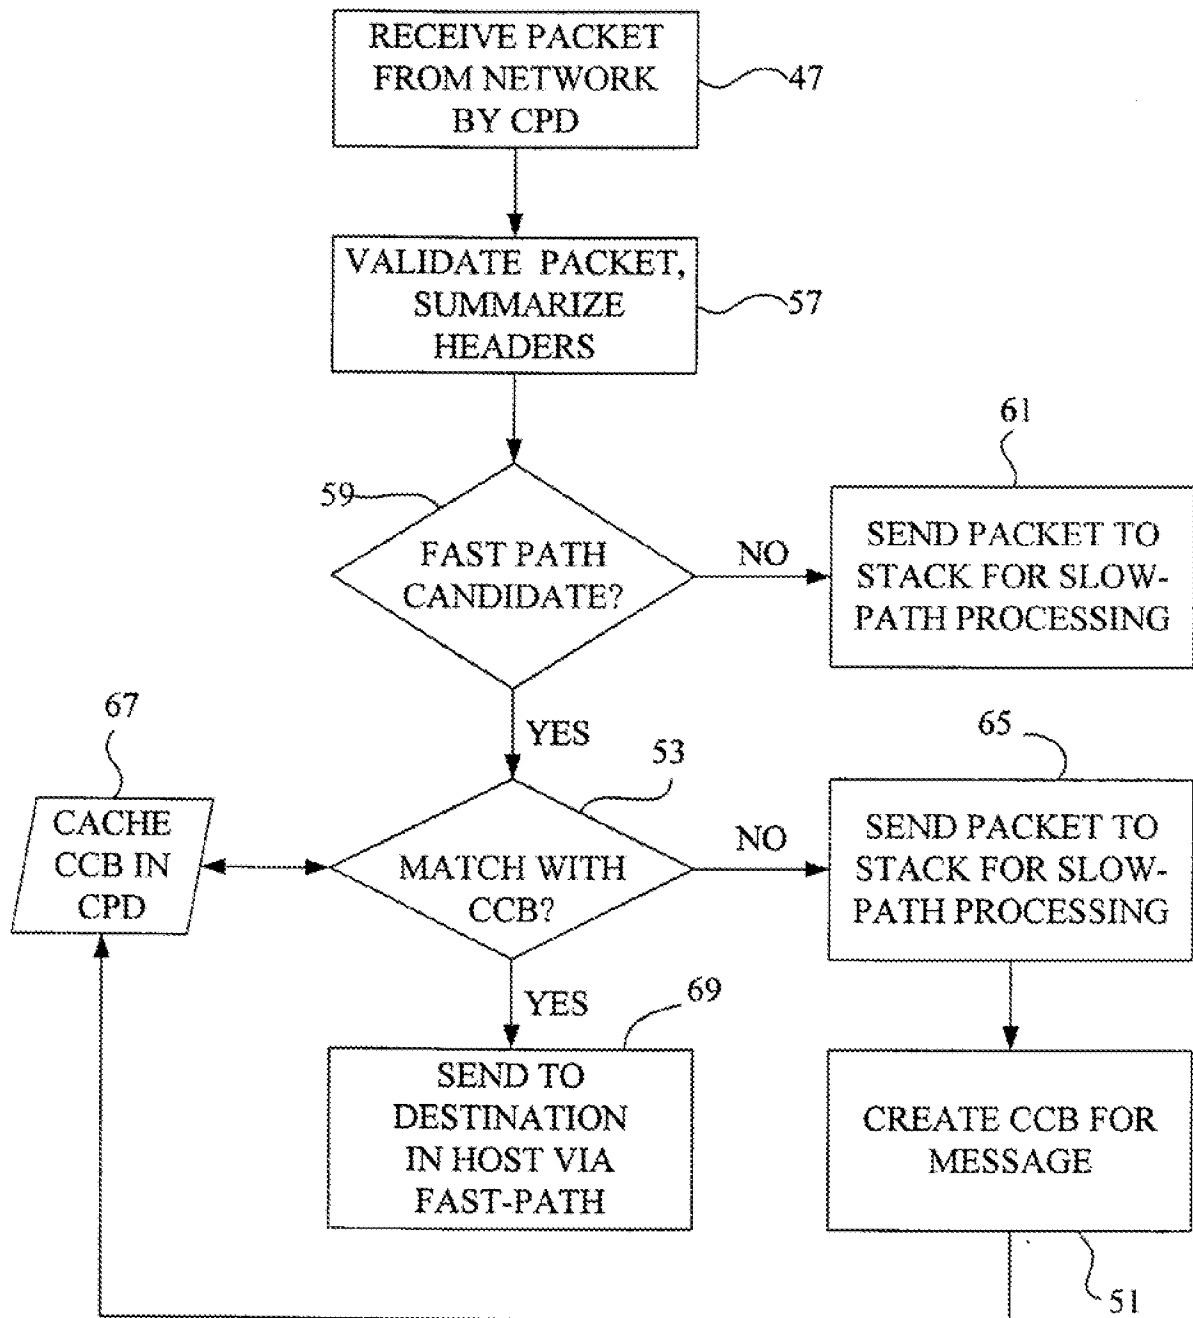 RECEIVE PACKET
FROM NETWORK
BY CPD
47
VALIDATE PACKET,
SUMMARIZE
HEADERS
57
59
FAST PATH
CANDIDATE?
NO
61
SEND PACKET TO
STACK FOR SLOW-
PATH PROCESSING
YES
67
CACHE
CCB IN
CPD
53
MATCH WITH
CCB?
NO
65
SEND PACKET TO
STACK FOR SLOW-
PATH PROCESSING
YES
69
SEND TO
DESTINATION
IN HOST VIA
FAST-PATH
CREATE CCB FOR
MESSAGE
51